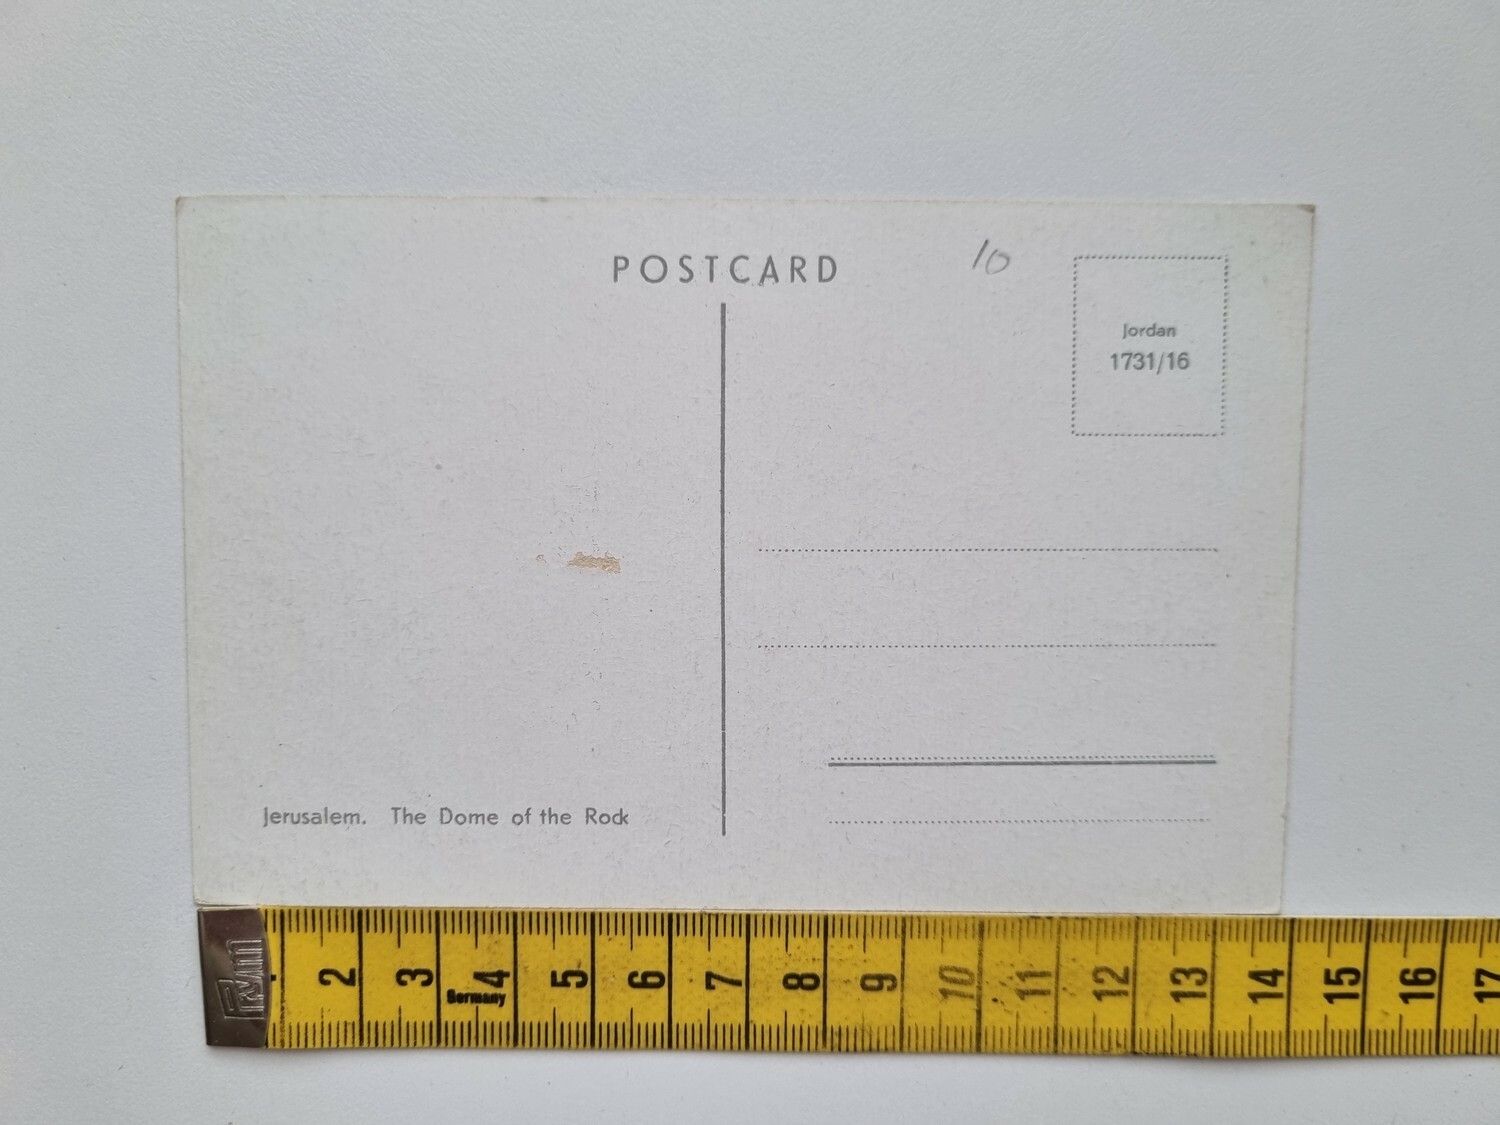 POSTCARD
10
Jordan
1731/16
Jerusalem. The Dome of the Rock
Prym
2 3 4 5 6 7 8 9 10 11 12 13 14 15 16 17
Germany